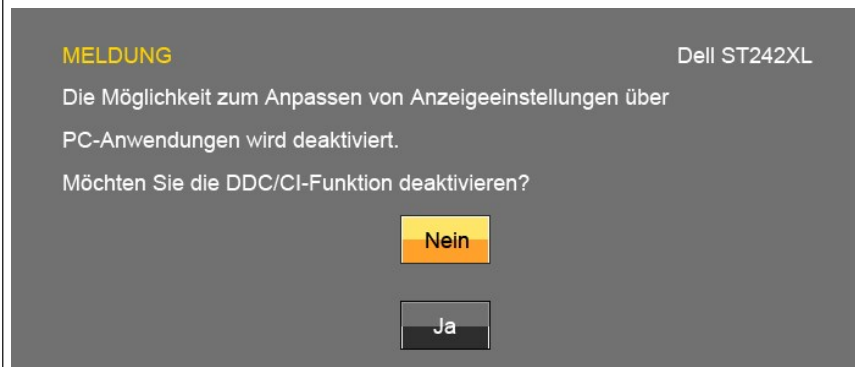 MELDUNG Dell ST242XL
Die Möglichkeit zum Anpassen von Anzeigeeinstellungen über
PC-Anwendungen wird deaktiviert.
Möchten Sie die DDC/CI-Funktion deaktivieren?
Nein
Ja